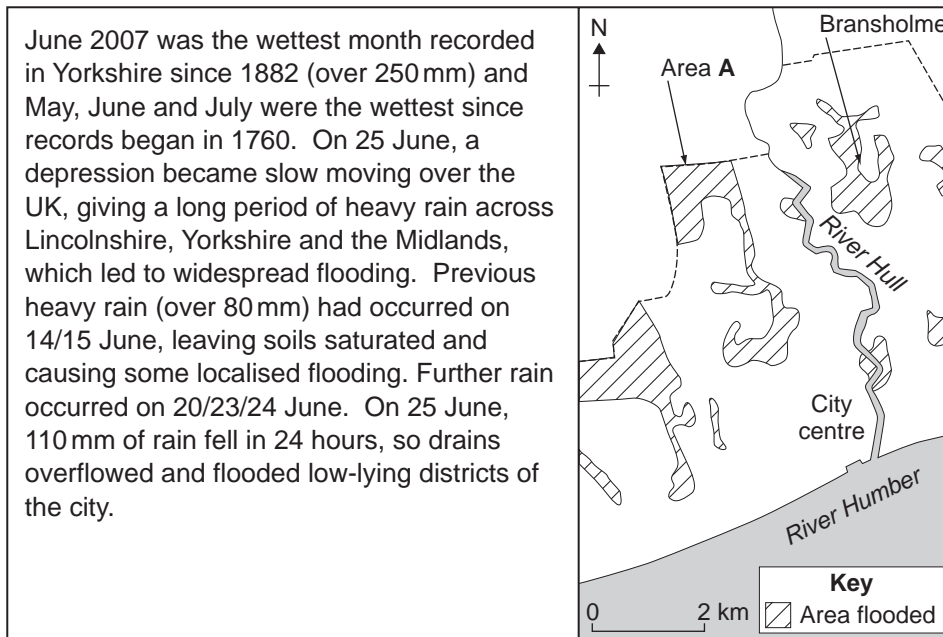 June 2007 was the wettest month recorded
in Yorkshire since 1882 (over 250 mm) and
May, June and July were the wettest since
records began in 1760. On 25 June, a
depression became slow moving over the
UK, giving a long period of heavy rain across
Lincolnshire, Yorkshire and the Midlands,
which led to widespread flooding. Previous
heavy rain (over 80 mm) had occurred on
14/15 June, leaving soils saturated and
causing some localised flooding. Further rain
occurred on 20/23/24 June. On 25 June,
110 mm of rain fell in 24 hours, so drains
overflowed and flooded low-lying districts of
the city.
N
Bransholme
Area A
River Hull
City
centre
River Humber
Key
Area flooded
0 2 km